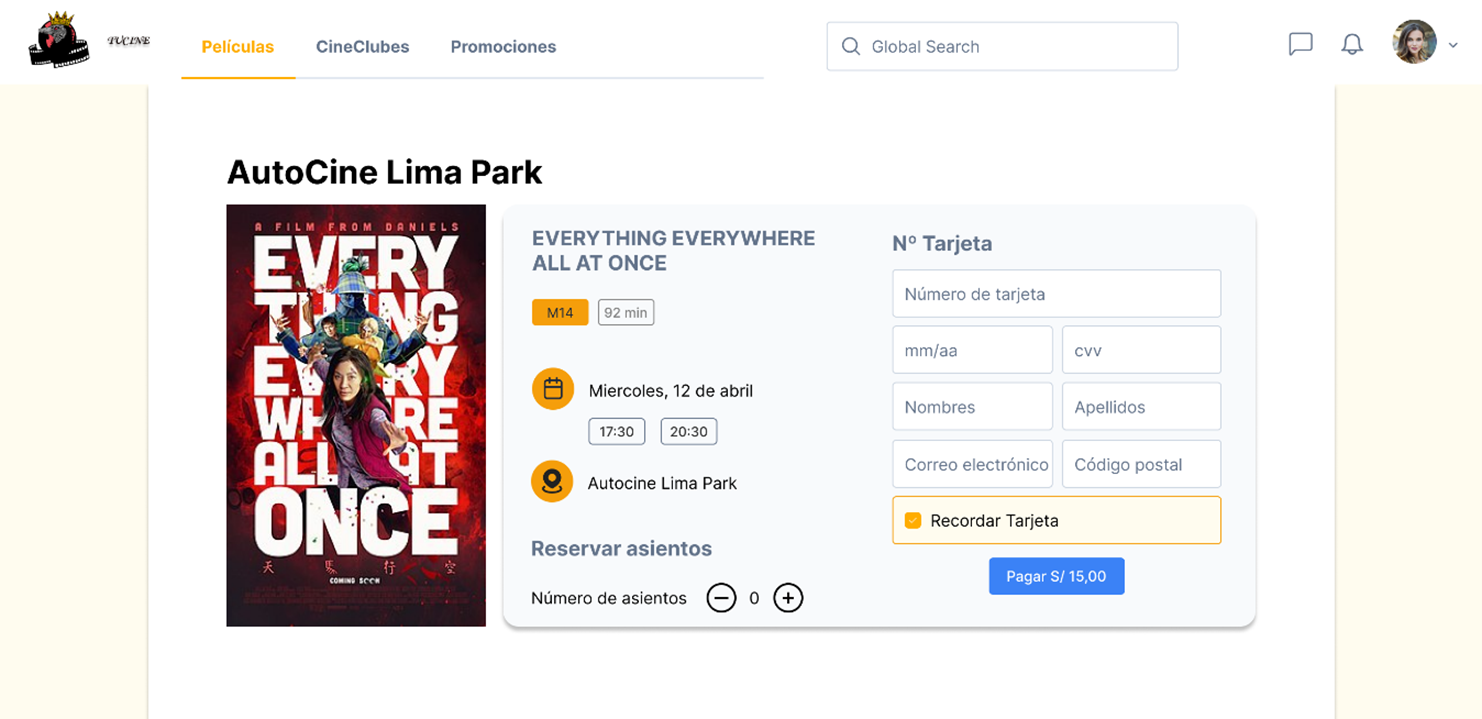 TUCINE
Películas
CineClubes
Promociones
Global Search
AutoCine Lima Park
A FILM FROM DANIELS
EVERY
THING
EVERY
WHERE
ALL AT
ONCE
天 馬 行 空
COMING SOON
EVERYTHING EVERYWHERE
ALL AT ONCE
M14
92 min
Miercoles, 12 de abril
17:30
20:30
Autocine Lima Park
Reservar asientos
Número de asientos
0
Nº Tarjeta
Número de tarjeta
mm/aa
cvv
Nombres
Apellidos
Correo electrónico
Código postal
Recordar Tarjeta
Pagar S/ 15,00